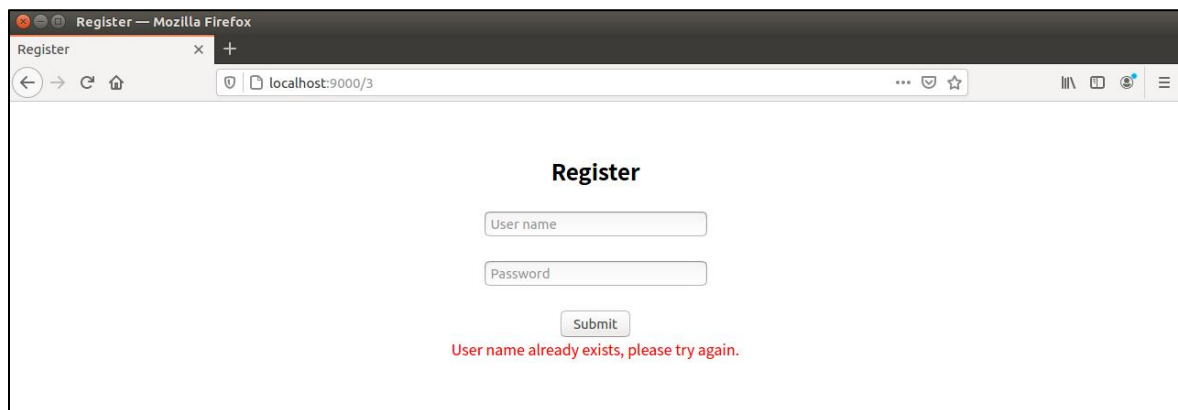 Register — Mozilla Firefox
Register
localhost:9000/3
Register
User name
Password
Submit
User name already exists, please try again.